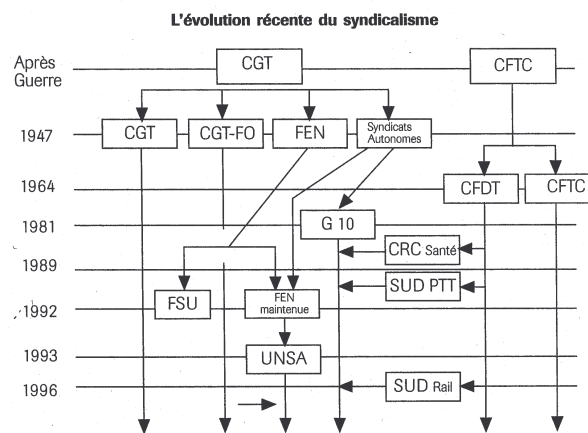 L'évolution récente du syndicalisme
Après
Guerre
CGT
CFTC
1947
CGT
CGT-FO
FEN
Syndicats
Autonomes
1964
CFDT
CFTC
1981
G 10
CRC Santé
1989
SUD PTT
1992
FSU
FEN
maintenue
1993
UNSA
1996
SUD Rail